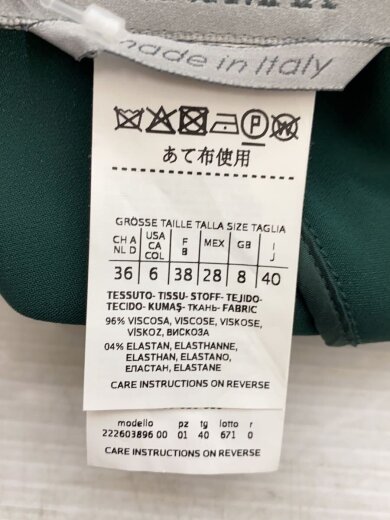 made in Italy
P W
あて布使用
GRÖSSE TAILLE TALLA SIZE TAGLIA
CH A NL D USA CA COL F B MEX GB I J
36 6 38 28 8 40
TESSUTO- TISSU- STOFF- TEJIDO-
TECIDO- KUMAŞ- ТКАНЬ- FABRIC
96% VISCOSA, VISCOSE, VISKOSE,
VİSKOZ, ВИСКОЗА
04% ELASTAN, ELASTHANNE,
ELASTHAN, ELASTANO,
ЕЛАСТАН, ELASTANE
CARE INSTRUCTIONS ON REVERSE
modello pz tg lotto r
222603896 00 01 40 671 0
CARE INSTRUCTIONS ON REVERSE